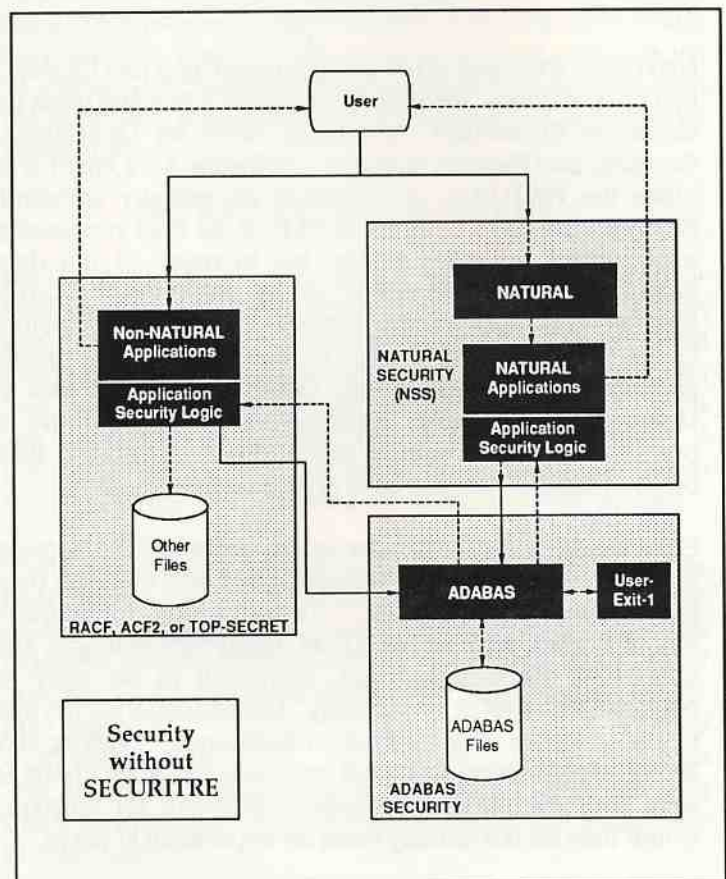 User
Non-NATURAL
Applications
Application
Security Logic
Other
Files
RACF, ACF2, or TOP-SECRET
NATURAL
NATURAL
SECURITY
(NSS)
NATURAL
Applications
Application
Security Logic
ADABAS
User-
Exit-1
ADABAS
Files
ADABAS
SECURITY
Security
without
SECURITRE